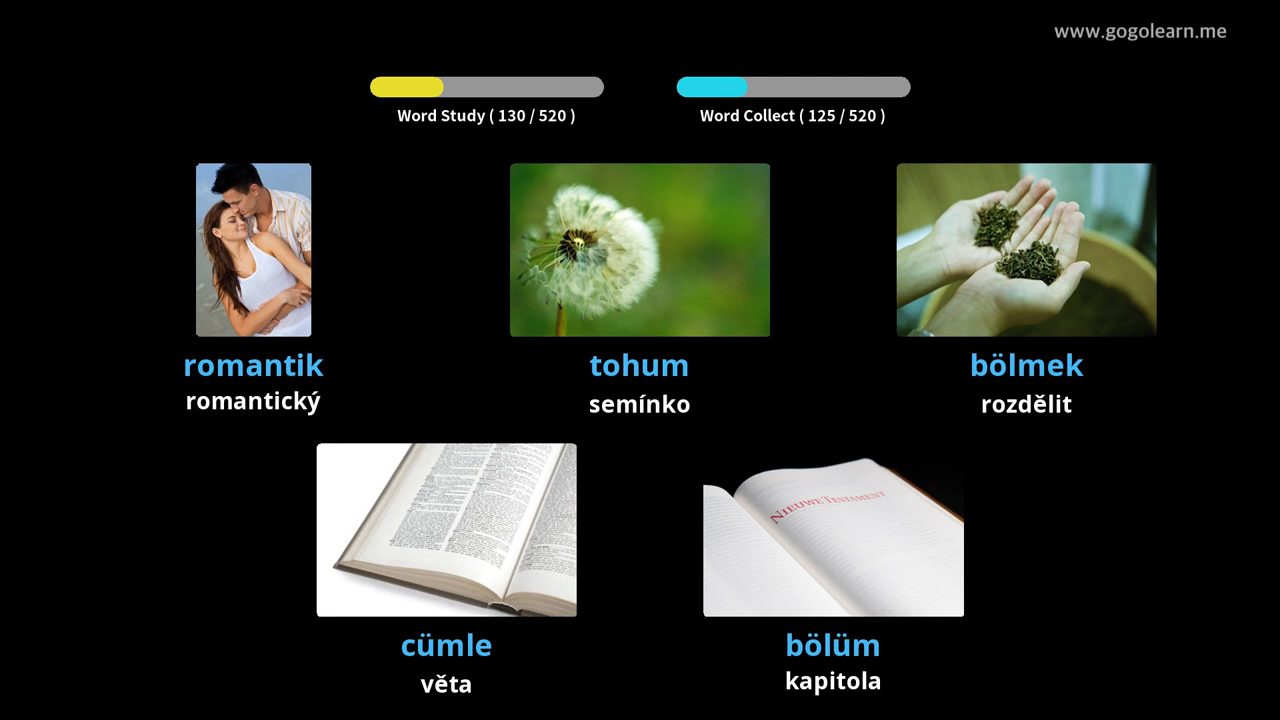 www.gogolearn.me
Word Study ( 130 / 520 )
Word Collect ( 125 / 520 )
romantik
romantický
tohum
semínko
bölmek
rozdělit
NIEUWE TESTAMENT
cümle
věta
bölüm
kapitola